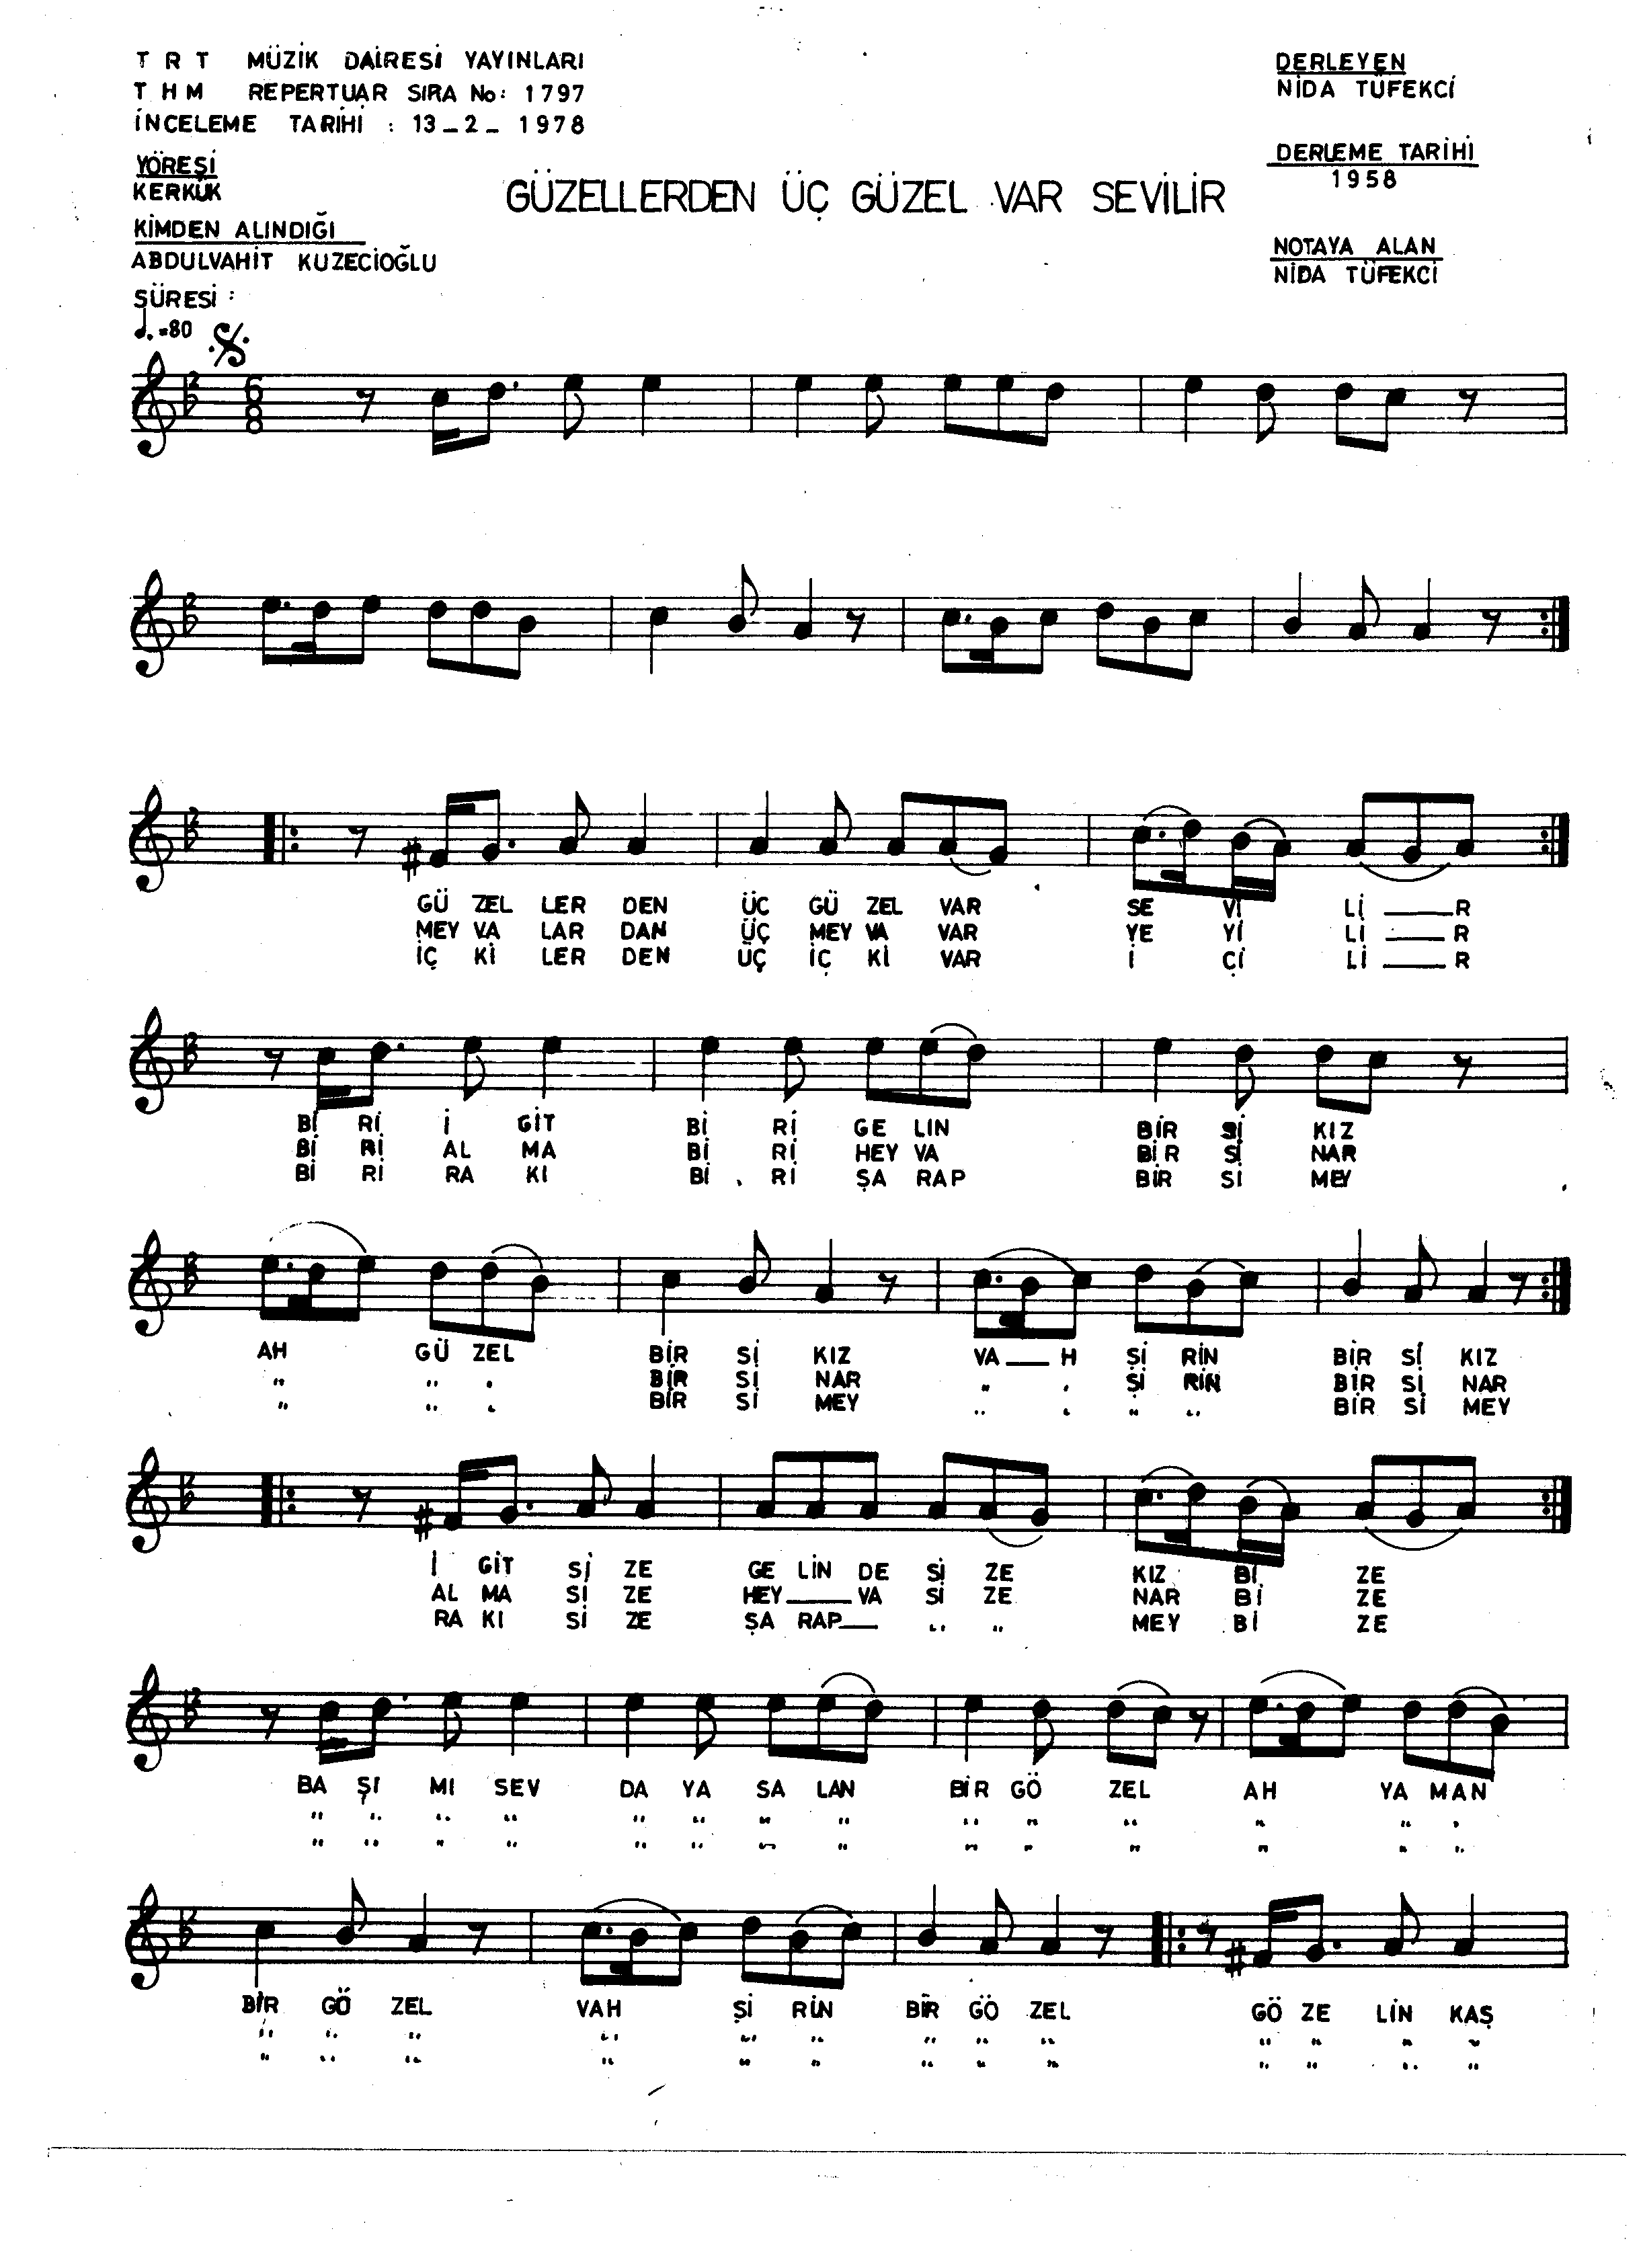 T R T MÜZİK DAİRESİ YAYINLARI
T H M REPERTUAR SIRA No: 1797
İNCELEME TARİHİ : 13_2_ 1978
DERLEYEN
NİDA TÜFEKCİ
YÖRESİ
KERKÜK
DERLEME TARİHİ
1958
GÜZELLERDEN ÜÇ GÜZEL VAR SEVİLİR
KİMDEN ALINDIĞI
ABDULVAHİT KUZECİOĞLU
NOTAYA ALAN
NİDA TÜFEKCİ
SÜRESİ :
♩. =80
6
8
GÜ ZEL LER DEN ÜC GÜ ZEL VAR SE Vİ Lİ ___ R
MEY VA LAR DAN ÜÇ MEY VA VAR YE Yİ Lİ ___ R
İÇ Kİ LER DEN ÜÇ İÇ Kİ VAR İ Çİ Lİ ___ R
Bİ Rİ İ GİT Bİ Rİ GE LIN BİR Sİ KIZ
Bİ Rİ AL MA Bİ Rİ HEY VA BİR Sİ NAR
Bİ Rİ RA KI Bİ Rİ ŞA RAP BİR Sİ MEY
AH GÜ ZEL BİR Sİ KIZ VA ___ H Şİ RİN BİR Sİ KIZ
" " " BİR Sİ NAR " " Şİ RİN BİR Sİ NAR
" " " BİR Sİ MEY " " " " BİR Sİ MEY
İ GİT Sİ ZE GE LİN DE Sİ ZE KIZ Bİ ZE
AL MA Sİ ZE HEY ___ VA Sİ ZE NAR Bİ ZE
RA KI Sİ ZE ŞA RAP ___ " " MEY Bİ ZE
BA ŞI MI SEV DA YA SA LAN BİR GÖ ZEL AH YA MAN
" " " " " " " " " " " " " "
" " " " " " " " " " " " " "
BİR GÖ ZEL VAH Şİ RİN BİR GÖ ZEL GÖ ZE LİN KAŞ
" " " " " " " " " " " " "
" " " " " " " " " " " " "